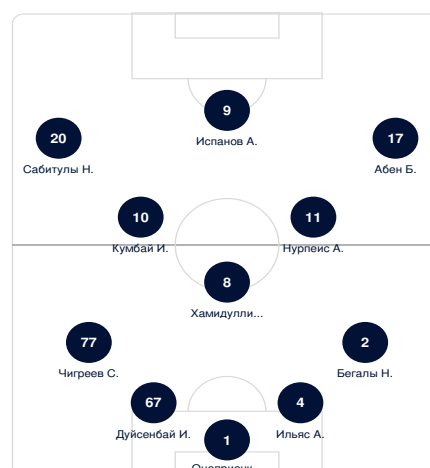 9
Испанов А.
20
17
Сабитулы Н.
Абен Б.
10
11
Кумбай И.
Нурпеис А.
8
Хамидулли...
77
2
Чигреев С.
Бегалы Н.
67
4
Дуйсенбай И.
Ильяс А.
1